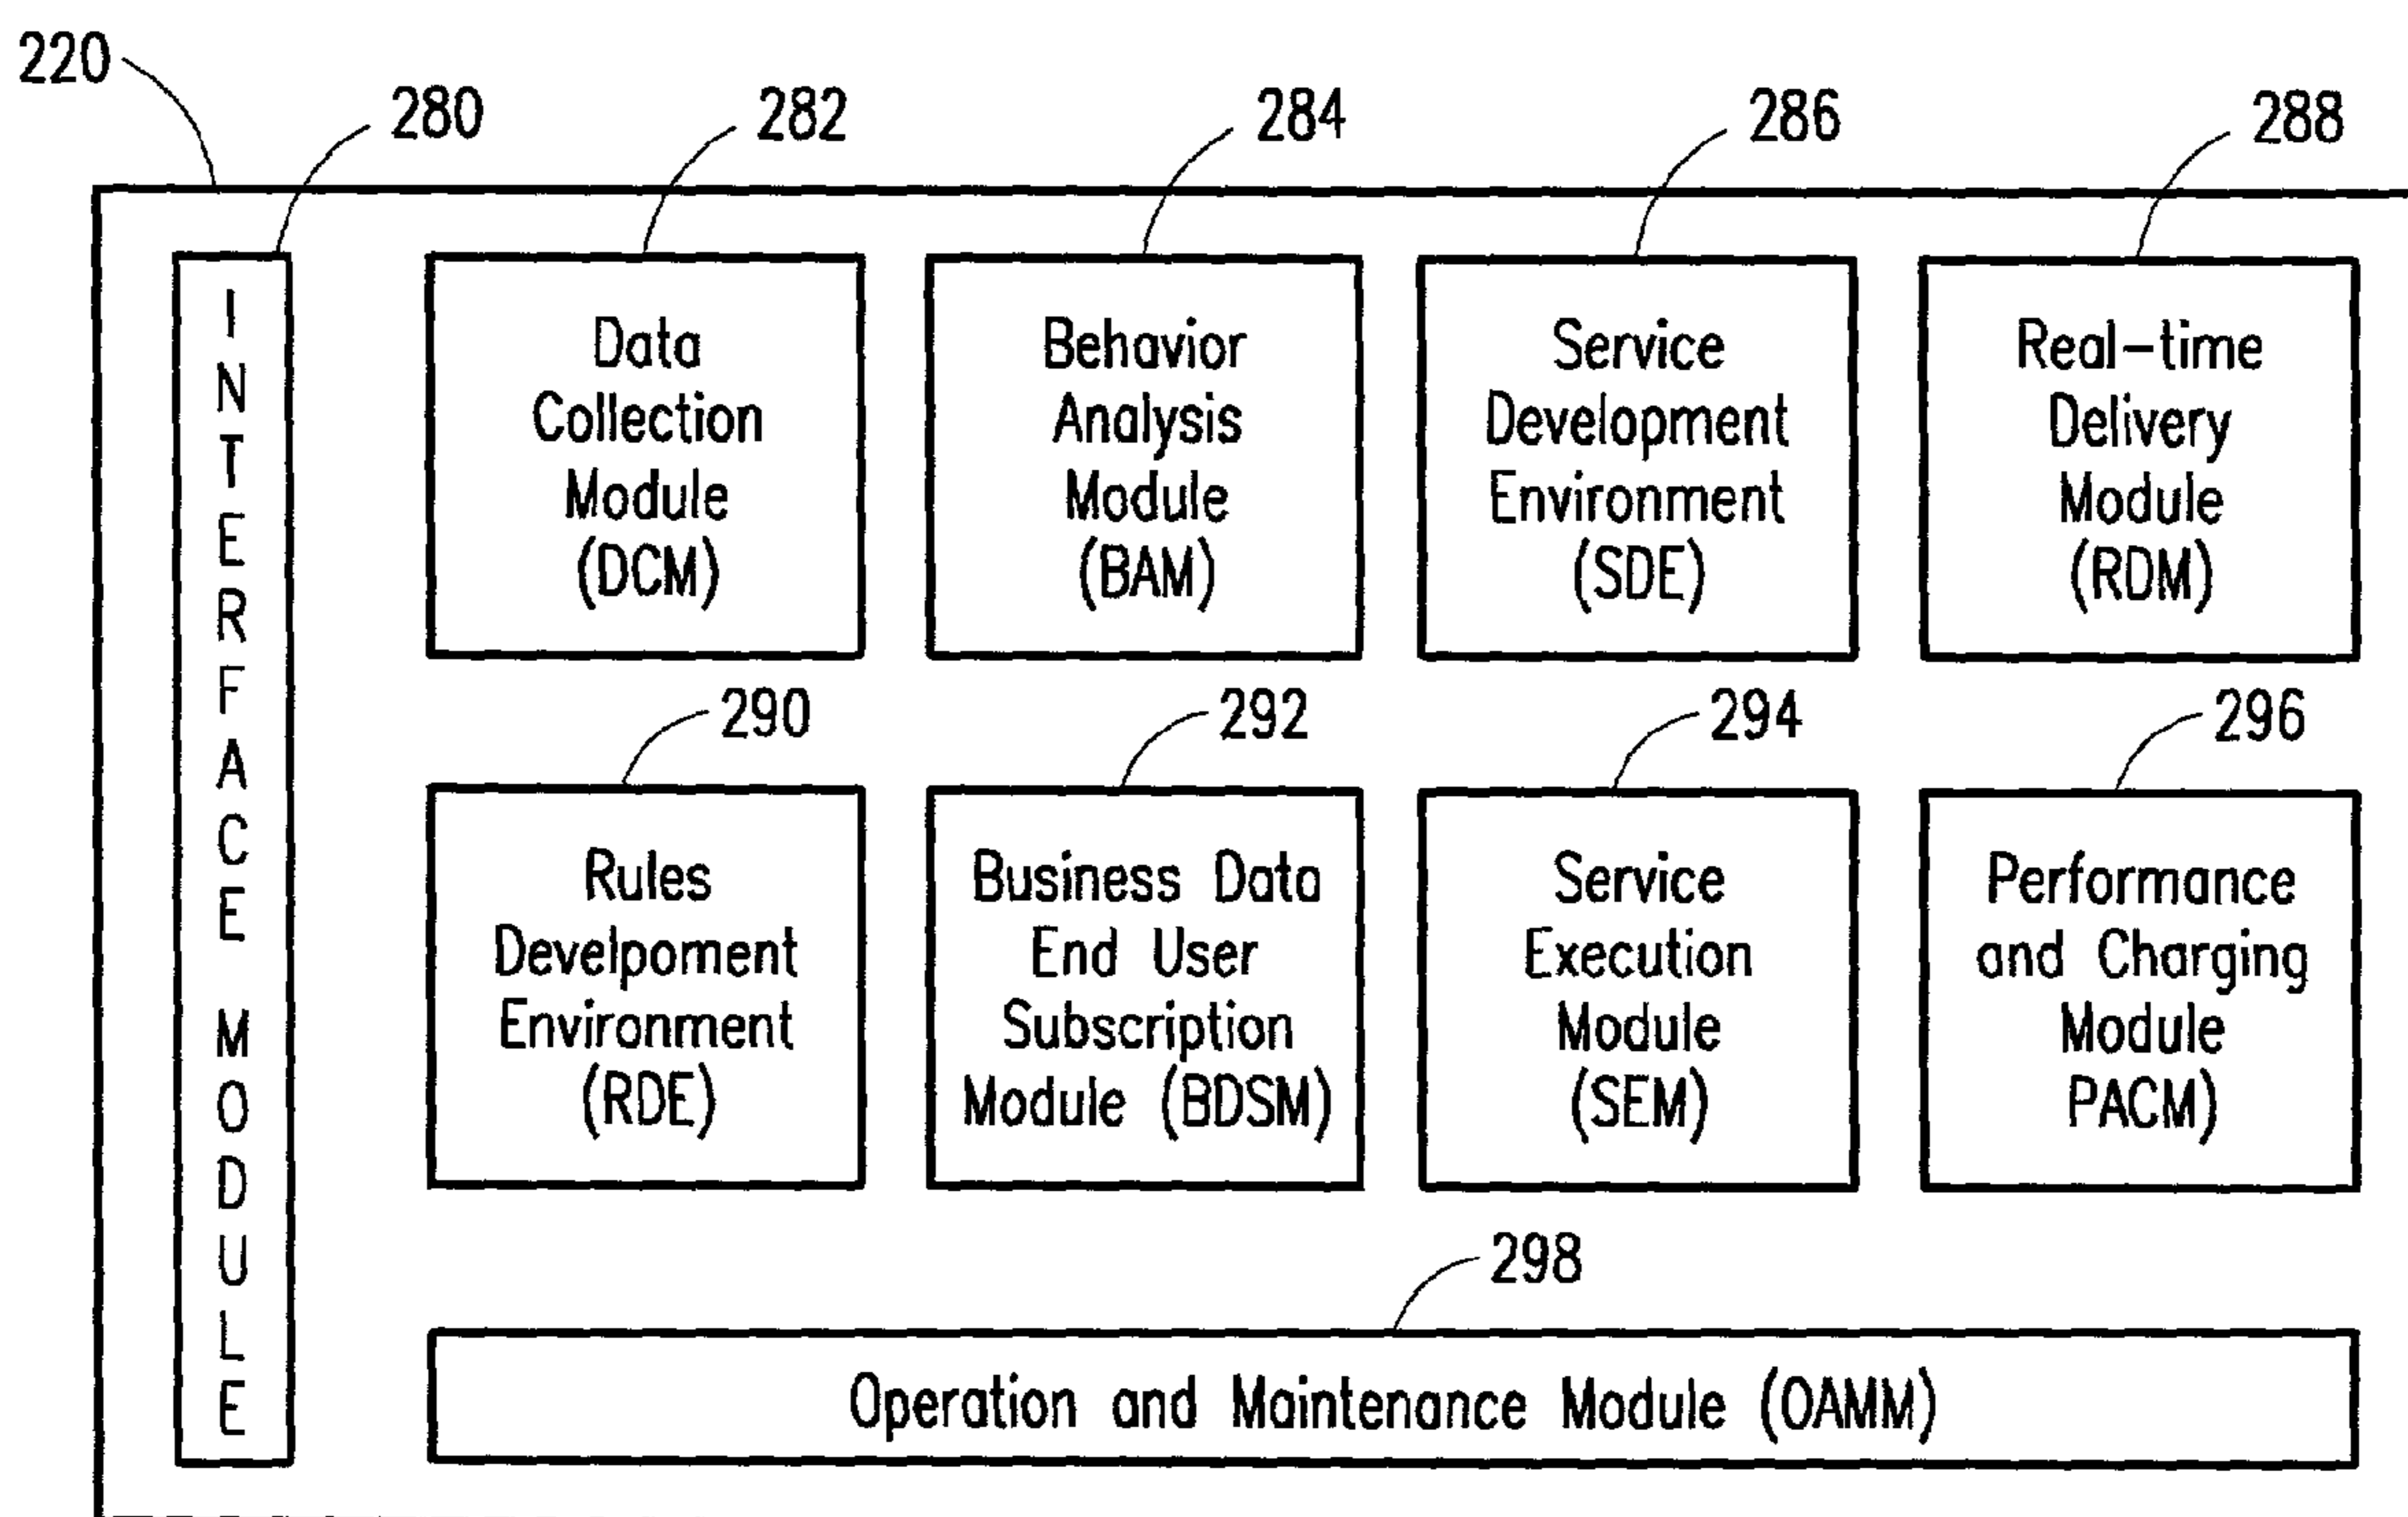 220
280
282
284
286
288
INTERFACE MODULE
Data
Collection
Module
(DCM)
Behavior
Analysis
Module
(BAM)
Service
Development
Environment
(SDE)
Real-time
Delivery
Module
(RDM)
290
292
294
296
Rules
Develpoment
Environment
(RDE)
Business Data
End User
Subscription
Module (BDSM)
Service
Execution
Module
(SEM)
Performance
and Charging
Module
PACM)
298
Operation and Maintenance Module (OAMM)